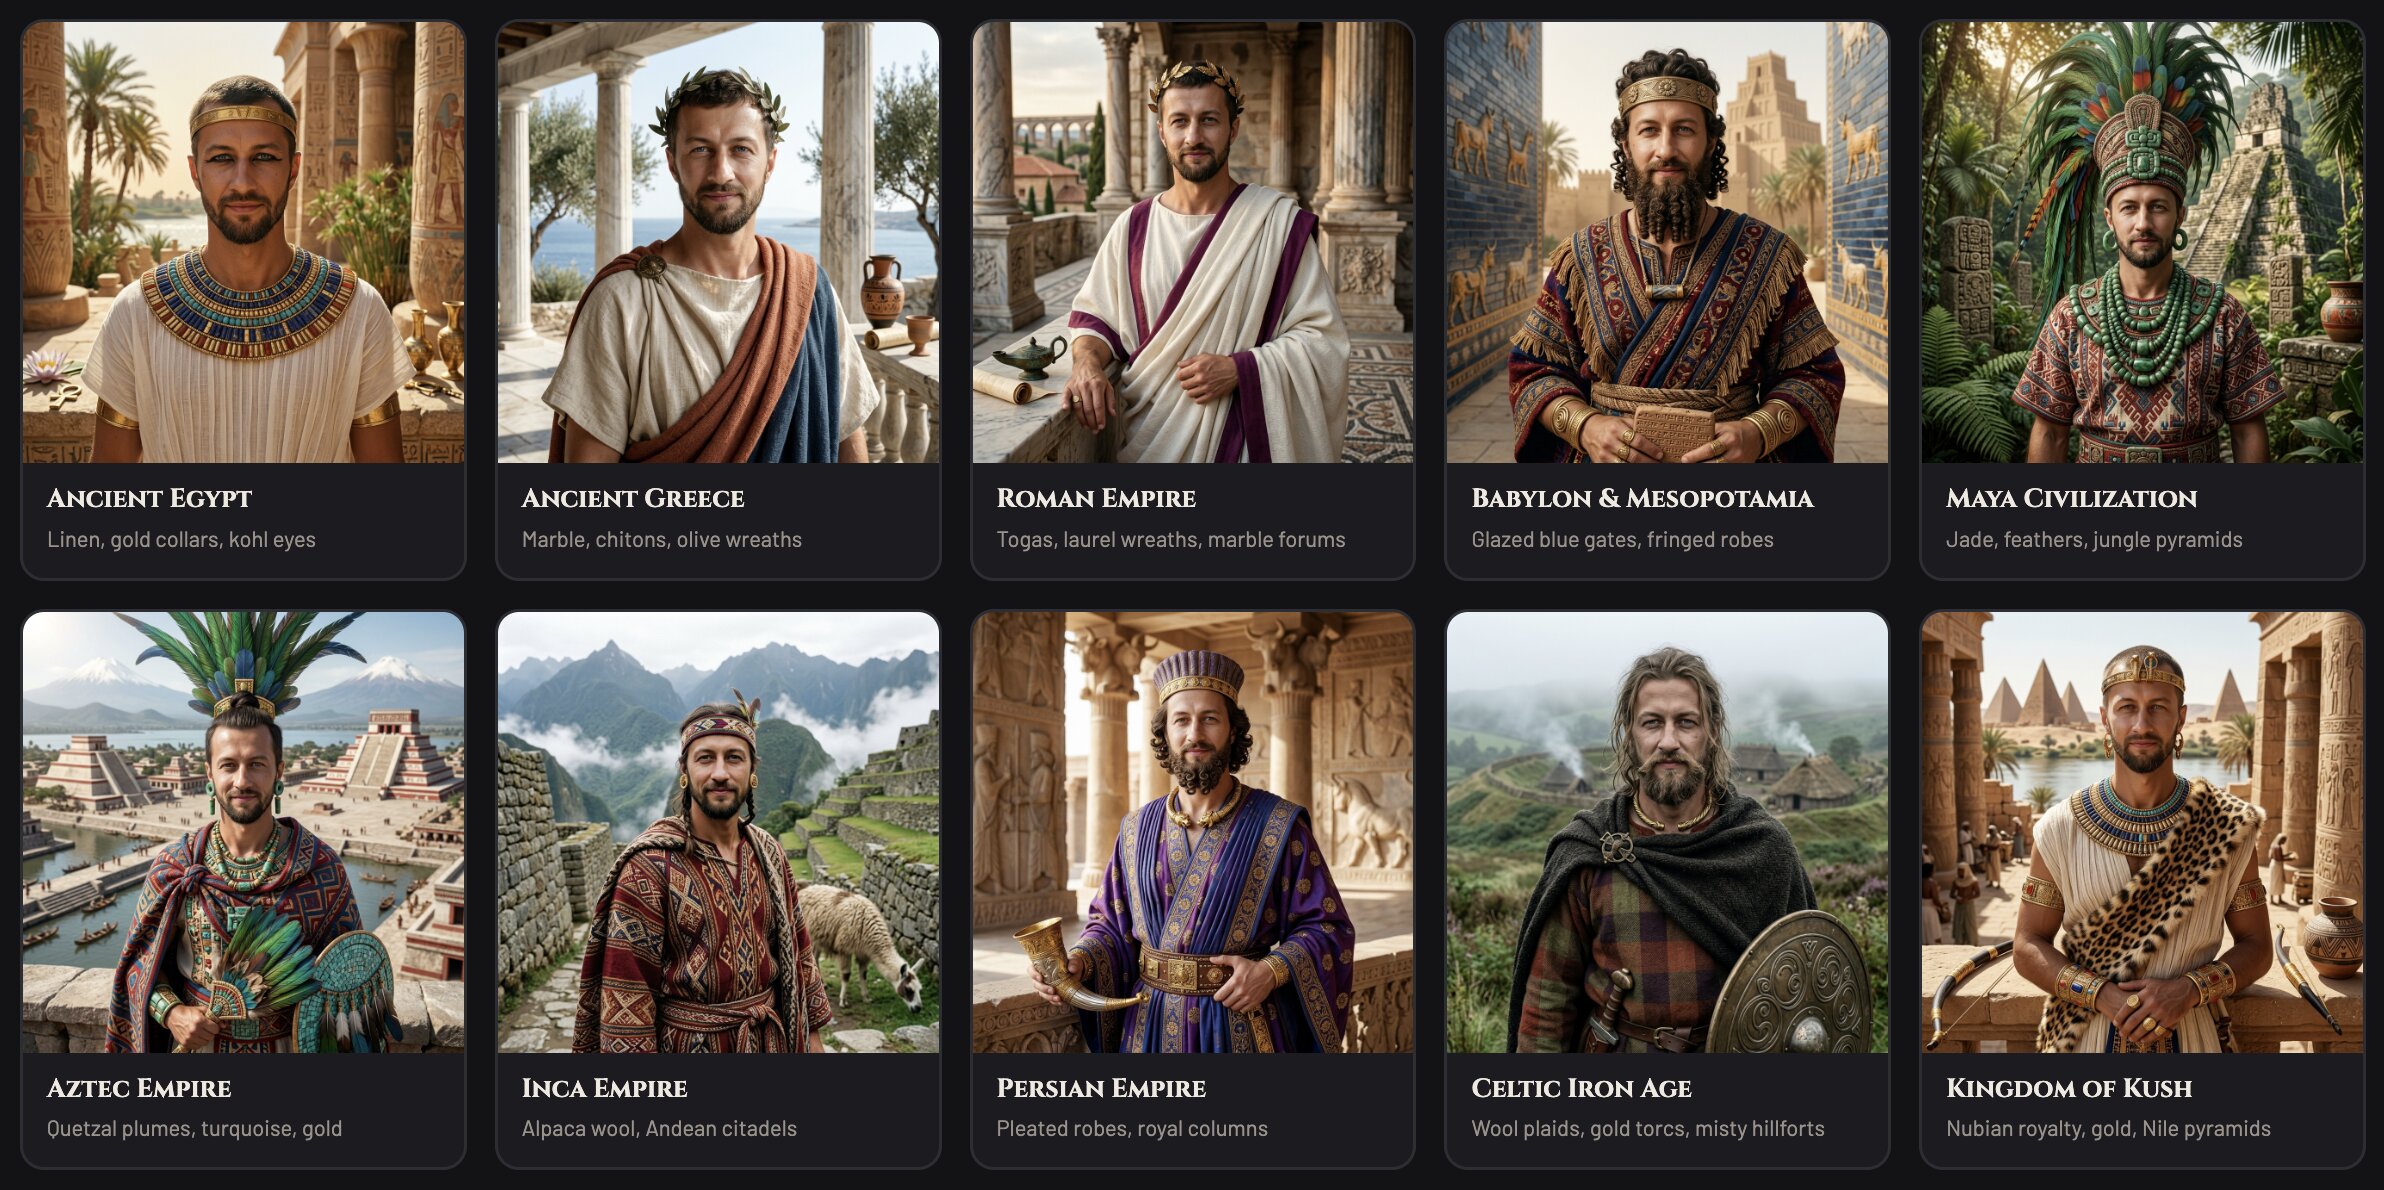 Ancient Egypt
Linen, gold collars, kohl eyes
Ancient Greece
Marble, chitons, olive wreaths
Roman Empire
Togas, laurel wreaths, marble forums
Babylon & Mesopotamia
Glazed blue gates, fringed robes
Maya Civilization
Jade, feathers, jungle pyramids
Aztec Empire
Quetzal plumes, turquoise, gold
Inca Empire
Alpaca wool, Andean citadels
Persian Empire
Pleated robes, royal columns
Celtic Iron Age
Wool plaids, gold torcs, misty hillforts
Kingdom of Kush
Nubian royalty, gold, Nile pyramids